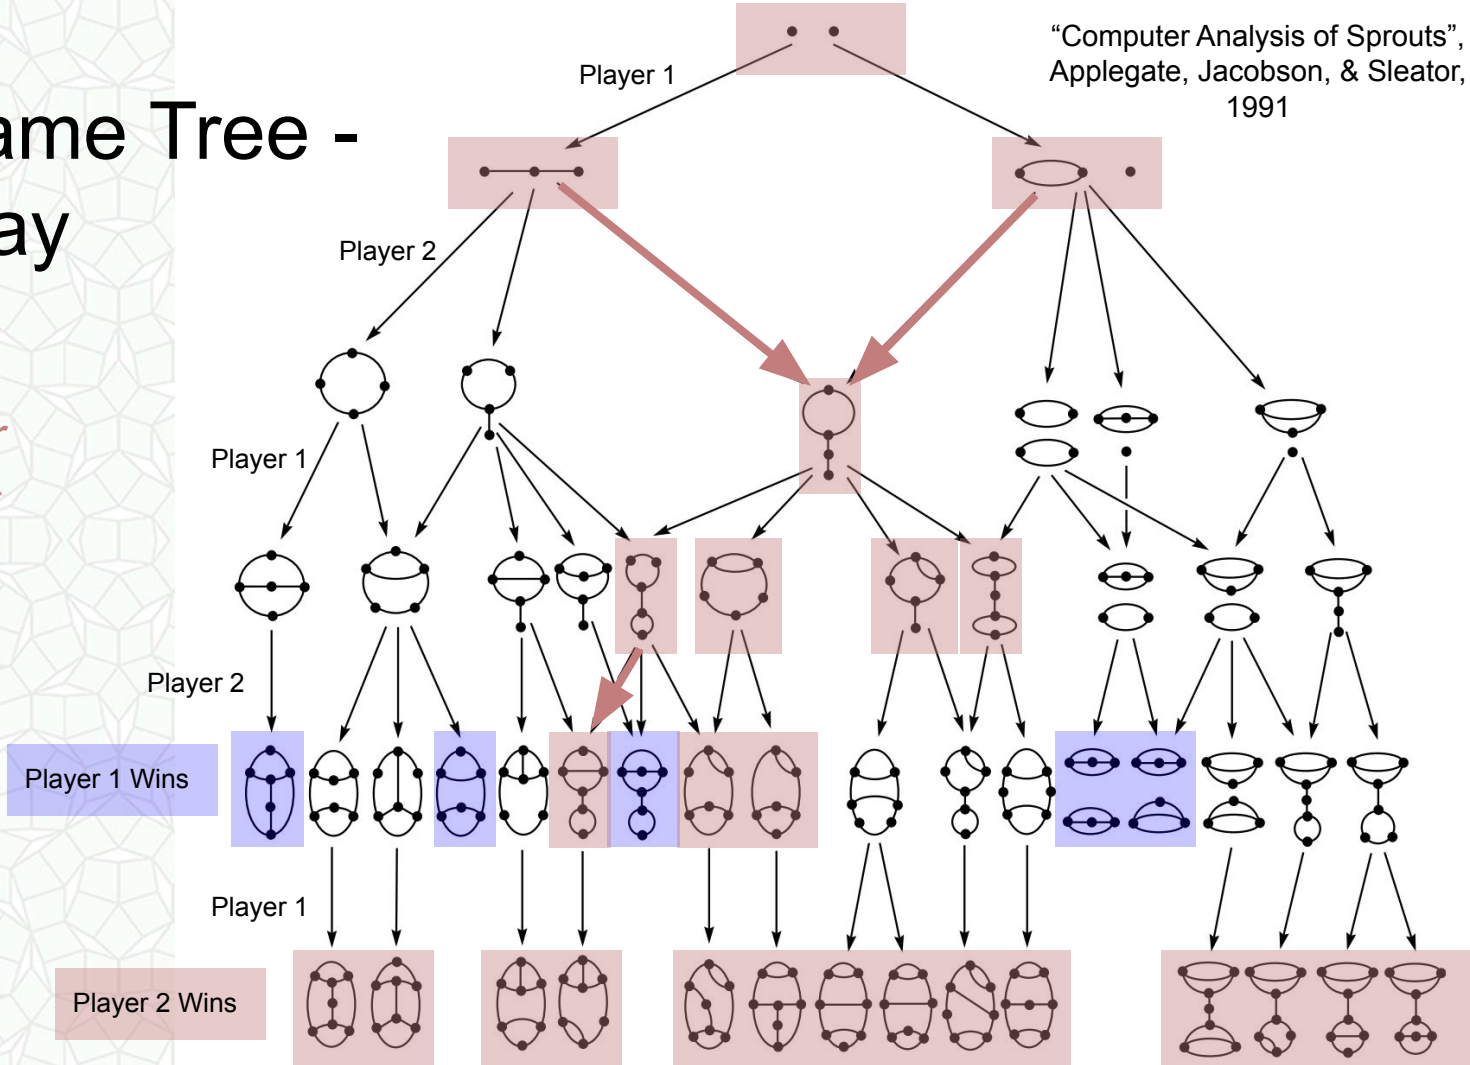 “Computer Analysis of Sprouts”,
Applegate, Jacobson, & Sleator,
1991
Player 1
ame Tree -
ay
Player 2
Player 1
Player 2
Player 1 Wins
Player 1
Player 2 Wins